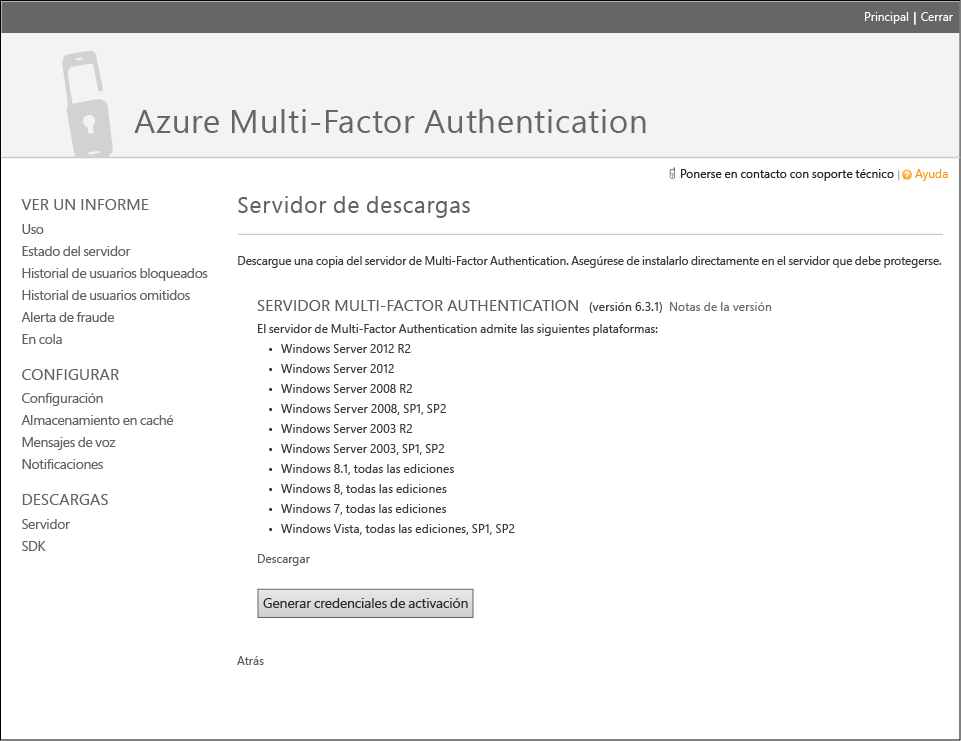 Principal | Cerrar
Azure Multi-Factor Authentication
Ponerse en contacto con soporte técnico | Ayuda
VER UN INFORME
Uso
Estado del servidor
Historial de usuarios bloqueados
Historial de usuarios omitidos
Alerta de fraude
En cola
CONFIGURAR
Configuración
Almacenamiento en caché
Mensajes de voz
Notificaciones
DESCARGAS
Servidor
SDK
Servidor de descargas
Descargue una copia del servidor de Multi-Factor Authentication. Asegúrese de instalarlo directamente en el servidor que debe protegerse.
SERVIDOR MULTI-FACTOR AUTHENTICATION (versión 6.3.1) Notas de la versión
El servidor de Multi-Factor Authentication admite las siguientes plataformas:
• Windows Server 2012 R2
• Windows Server 2012
• Windows Server 2008 R2
• Windows Server 2008, SP1, SP2
• Windows Server 2003 R2
• Windows Server 2003, SP1, SP2
• Windows 8.1, todas las ediciones
• Windows 8, todas las ediciones
• Windows 7, todas las ediciones
• Windows Vista, todas las ediciones, SP1, SP2
Descargar
Generar credenciales de activación
Atrás